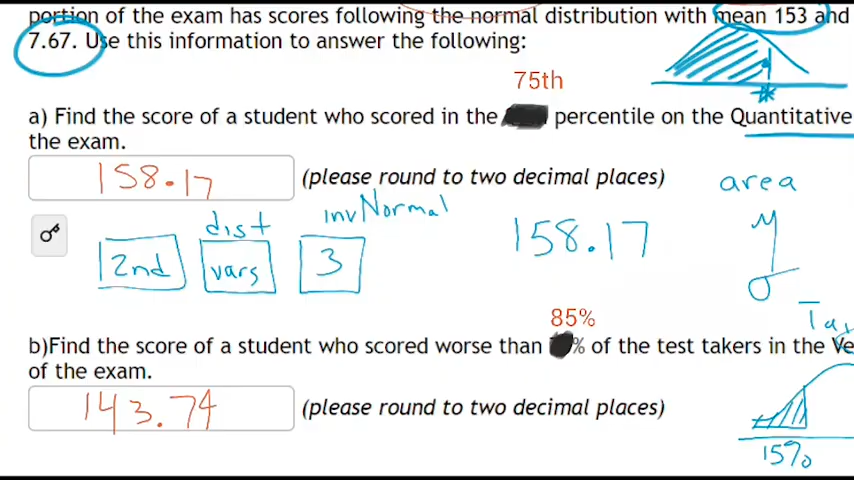 portion of the exam has scores following the normal distribution with mean 153 and
7.67. Use this information to answer the following:
75th
a) Find the score of a student who scored in the percentile on the Quantitative
the exam.
158.17 (please round to two decimal places)
area
dist invNormal
158.17
2nd vars 3
μ
σ
85%
b)Find the score of a student who scored worse than % of the test takers in the Ve
of the exam.
143.74 (please round to two decimal places)
15%